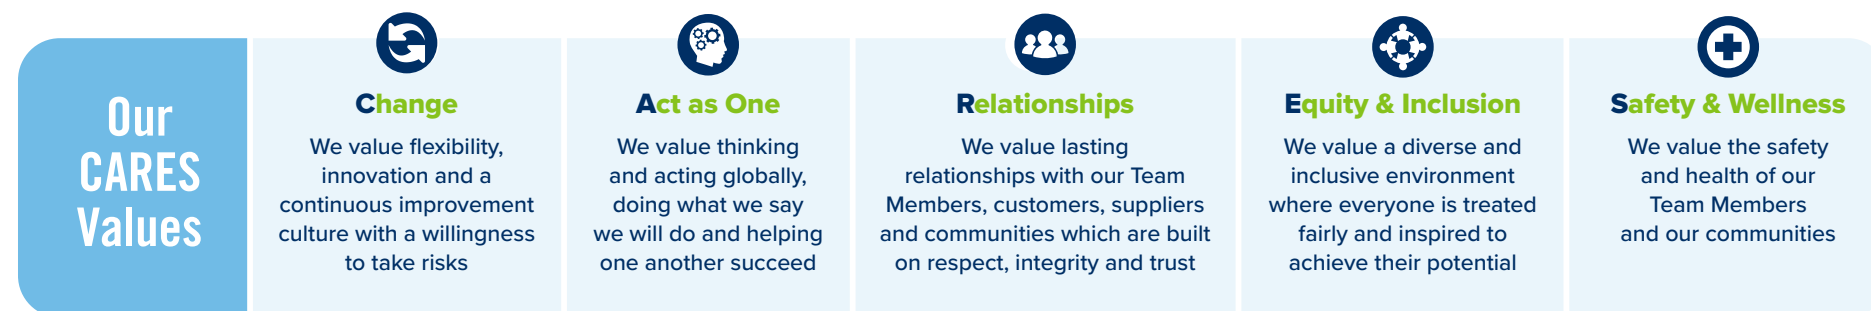 Our
CARES
Values
Change
We value flexibility,
innovation and a
continuous improvement
culture with a willingness
to take risks
Act as One
We value thinking
and acting globally,
doing what we say
we will do and helping
one another succeed
Relationships
We value lasting
relationships with our Team
Members, customers, suppliers
and communities which are built
on respect, integrity and trust
Equity & Inclusion
We value a diverse and
inclusive environment
where everyone is treated
fairly and inspired to
achieve their potential
Safety & Wellness
We value the safety
and health of our
Team Members
and our communities